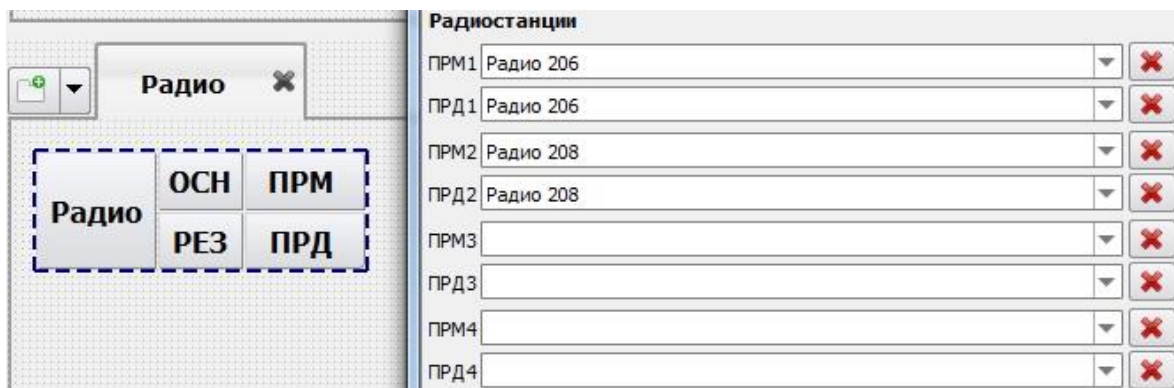 Радио
Радио
ОСН
ПРМ
РЕЗ
ПРД
Радиостанции
ПРМ1 Радио 206
ПРД1 Радио 206
ПРМ2 Радио 208
ПРД2 Радио 208
ПРМ3
ПРД3
ПРМ4
ПРД4